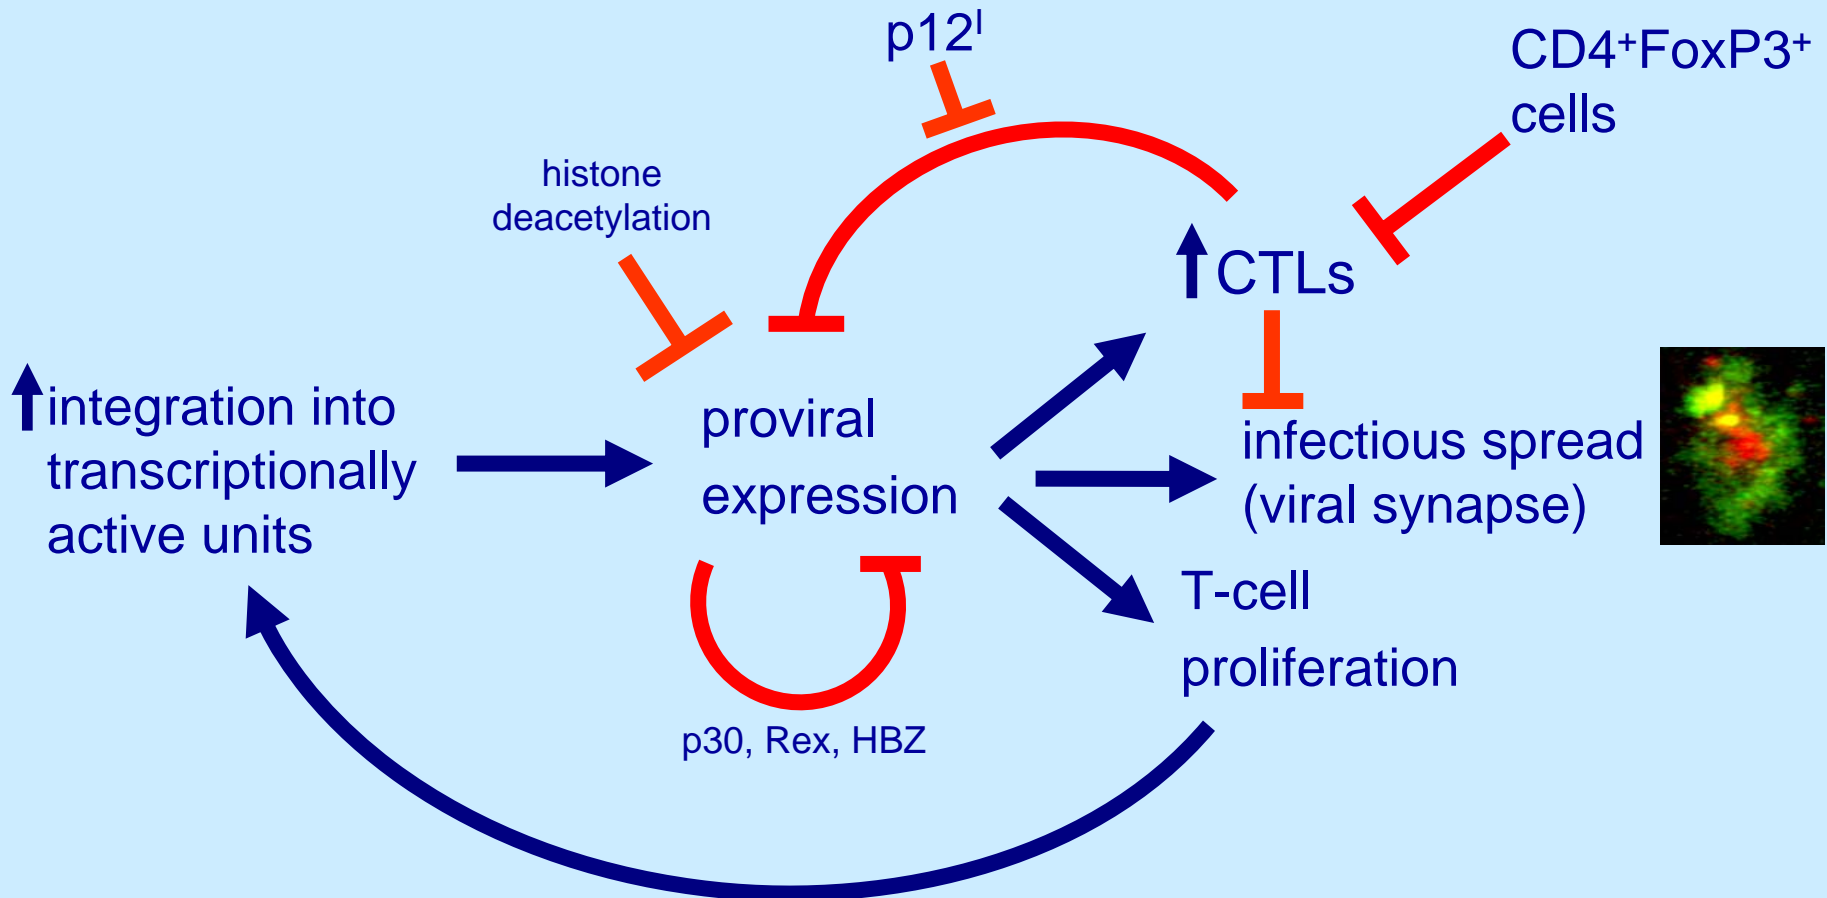 p12ᴵ
CD4⁺FoxP3⁺
cells
histone
deacetylation
CTLs
integration into
transcriptionally
active units
proviral
expression
infectious spread
(viral synapse)
T-cell
proliferation
p30, Rex, HBZ